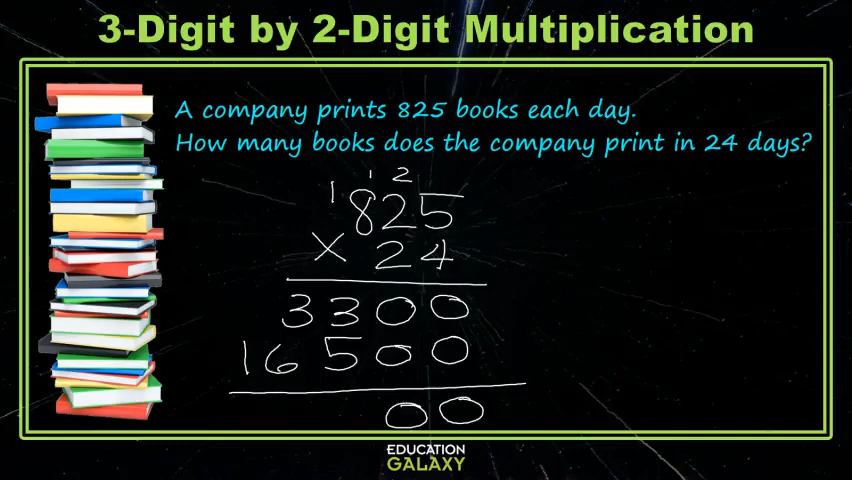 3-Digit by 2-Digit Multiplication
A company prints 825 books each day.
How many books does the company print in 24 days?
1 1 2
825
× 24
3300
16500
00
EDUCATION
GALAXY